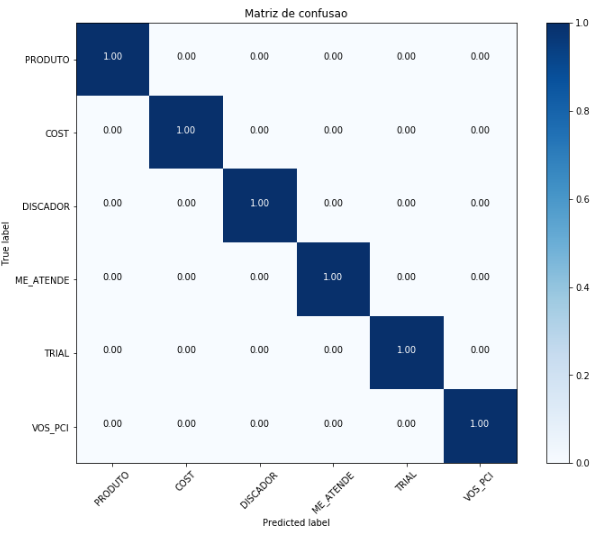 Matriz de confusao
PRODUTO 1.00 0.00 0.00 0.00 0.00 0.00
COST 0.00 1.00 0.00 0.00 0.00 0.00
DISCADOR 0.00 0.00 1.00 0.00 0.00 0.00
ME_ATENDE 0.00 0.00 0.00 1.00 0.00 0.00
TRIAL 0.00 0.00 0.00 0.00 1.00 0.00
VOS_PCI 0.00 0.00 0.00 0.00 0.00 1.00
True label
PRODUTO COST DISCADOR ME_ATENDE TRIAL VOS_PCI
Predicted label
1.0
0.8
0.6
0.4
0.2
0.0